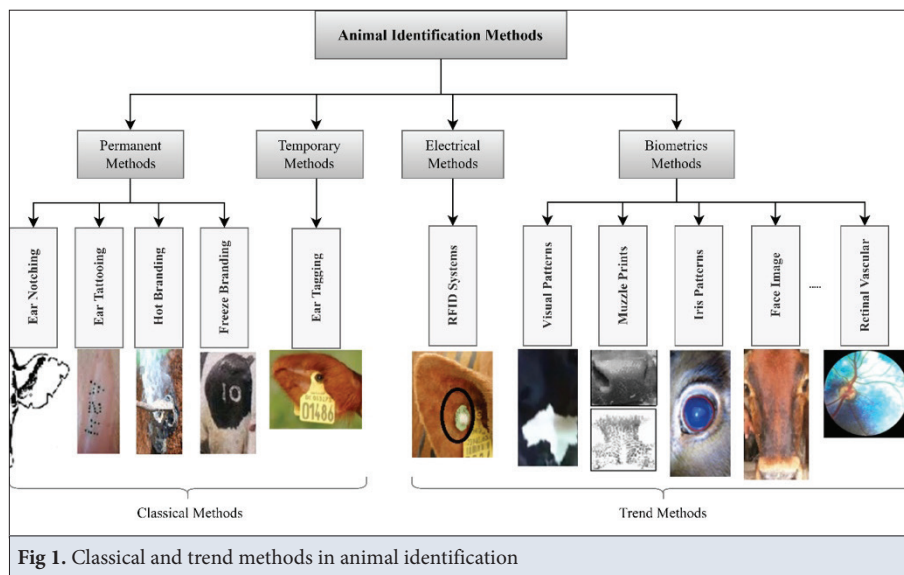 Animal Identification Methods
Permanent
Methods
Temporary
Methods
Electrical
Methods
Biometrics
Methods
Ear Notching
Ear Tattooing
Hot Branding
Freeze Branding
Ear Tagging
RFID Systems
Visual Patterns
Muzzle Prints
Iris Patterns
Face Image
.....
Retinal Vascular
10
01486
Classical Methods
Trend Methods
Fig 1. Classical and trend methods in animal identification